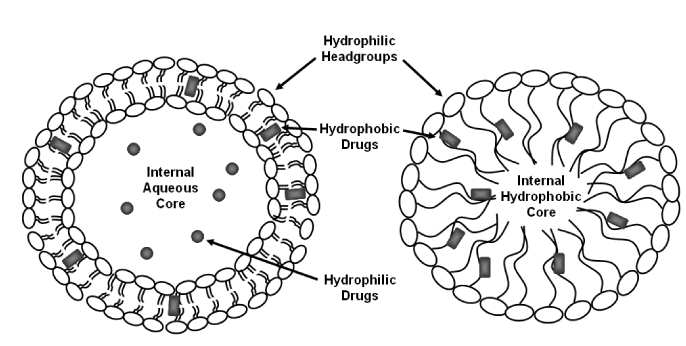 Hydrophilic
Headgroups
Hydrophobic
Drugs
Internal
Aqueous
Core
Internal
Hydrophobic
Core
Hydrophilic
Drugs